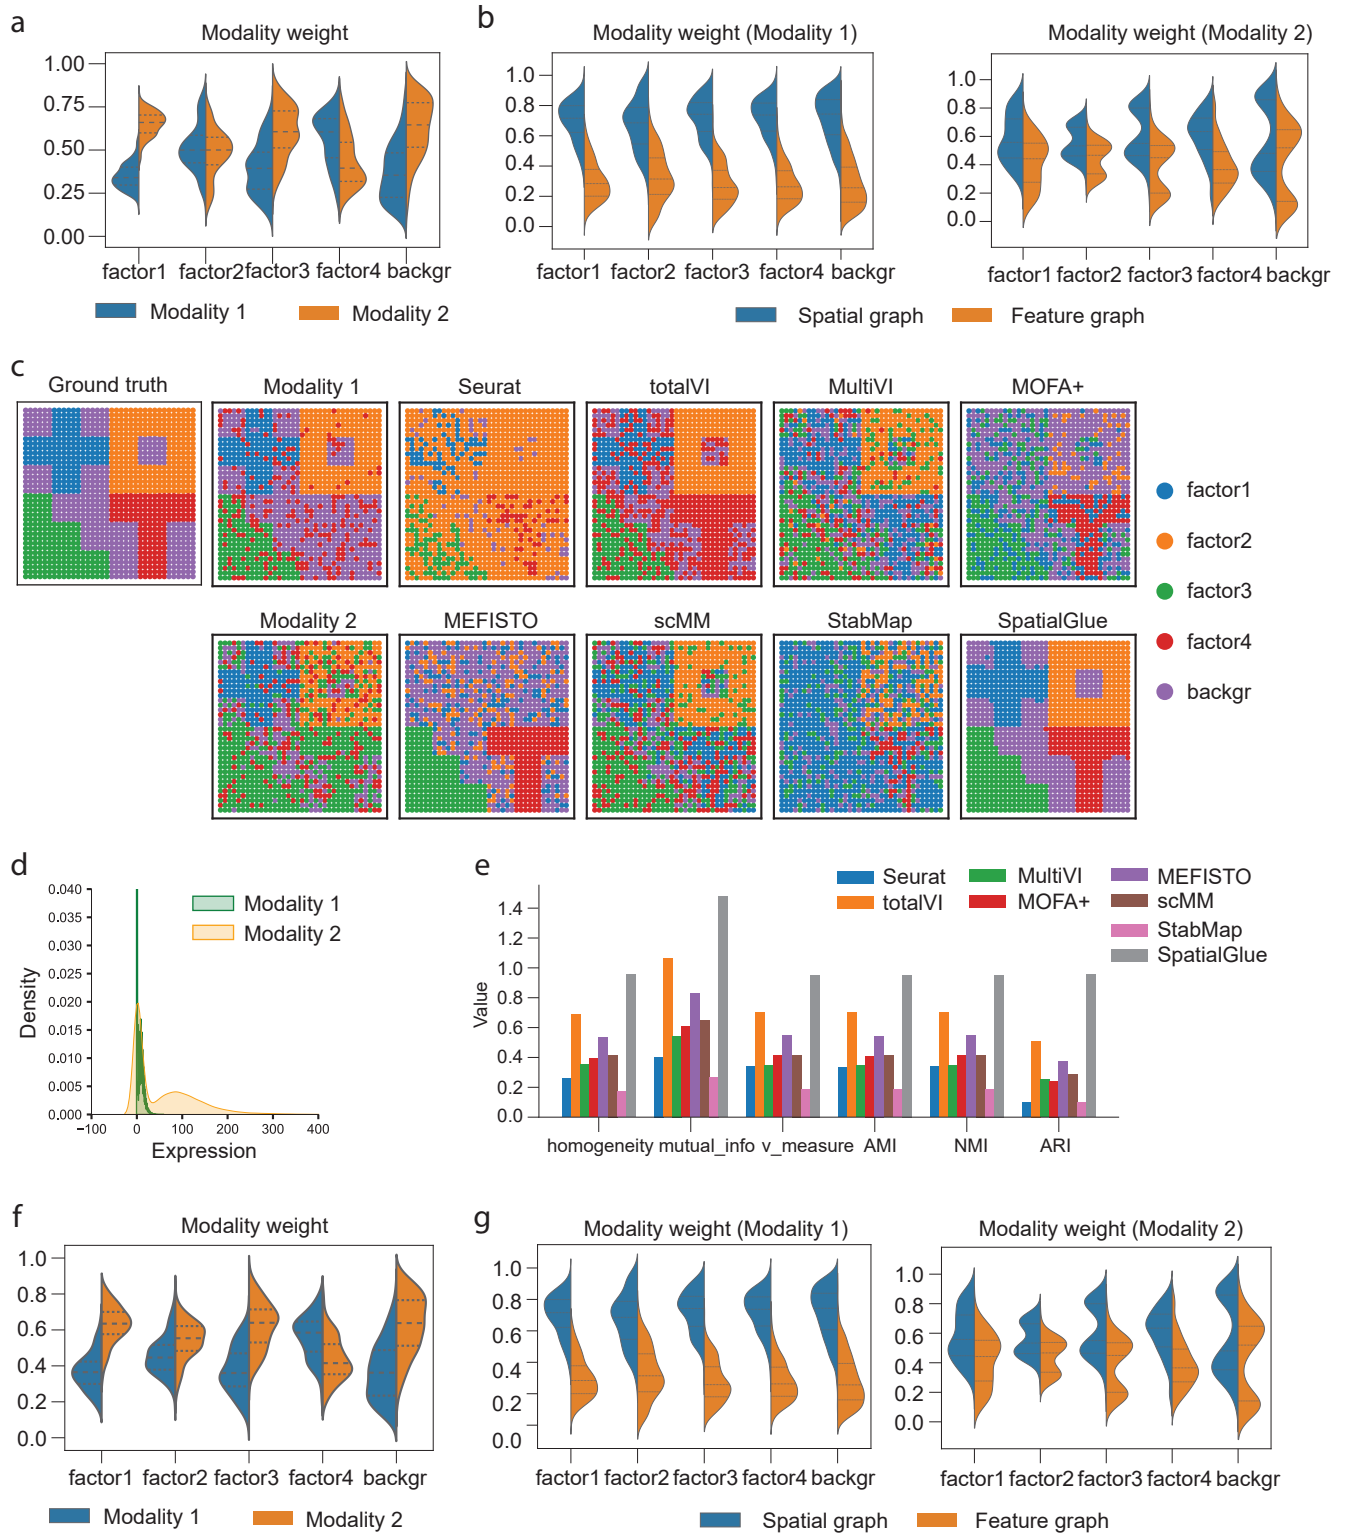 a
Modality weight
1.00
0.75
0.50
0.25
0.00
factor1 factor2 factor3 factor4 backgr
Modality 1 Modality 2
b
Modality weight (Modality 1)
1.0
0.8
0.6
0.4
0.2
0.0
factor1 factor2 factor3 factor4 backgr
Modality weight (Modality 2)
1.0
0.8
0.6
0.4
0.2
0.0
factor1 factor2 factor3 factor4 backgr
Spatial graph Feature graph
c
Ground truth Modality 1 Seurat totalVI MultiVI MOFA+
Modality 2 MEFISTO scMM StabMap SpatialGlue
factor1
factor2
factor3
factor4
backgr
d
Density
0.040
0.035
0.030
0.025
0.020
0.015
0.010
0.005
0.000
−100 0 100 200 300 400
Expression
Modality 1
Modality 2
e
Value
1.4
1.2
1.0
0.8
0.6
0.4
0.2
0.0
homogeneity mutual_info v_measure AMI NMI ARI
Seurat
totalVI
MultiVI
MOFA+
MEFISTO
scMM
StabMap
SpatialGlue
f
Modality weight
1.0
0.8
0.6
0.4
0.2
0.0
factor1 factor2 factor3 factor4 backgr
Modality 1 Modality 2
g
Modality weight (Modality 1)
1.0
0.8
0.6
0.4
0.2
0.0
factor1 factor2 factor3 factor4 backgr
Modality weight (Modality 2)
1.0
0.8
0.6
0.4
0.2
0.0
factor1 factor2 factor3 factor4 backgr
Spatial graph Feature graph